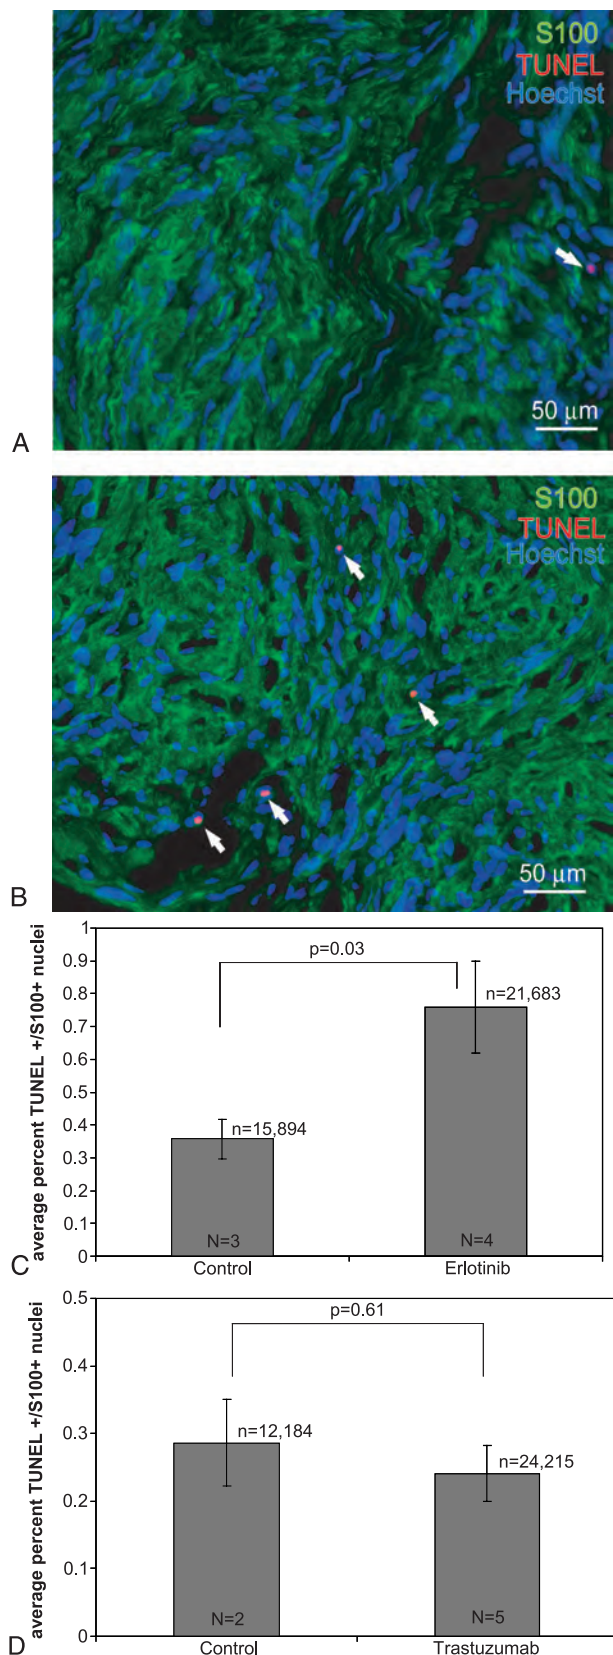 S100
TUNEL
Hoechst
50 μm
A
S100
TUNEL
Hoechst
50 μm
B
average percent TUNEL +/S100+ nuclei
1
0.9
0.8
0.7
0.6
0.5
0.4
0.3
0.2
0.1
0
p=0.03
n=15,894
n=21,683
N=3
N=4
Control
Erlotinib
C
average percent TUNEL +/S100+ nuclei
0.5
0.4
0.3
0.2
0.1
0
p=0.61
n=12,184
n=24,215
N=2
N=5
Control
Trastuzumab
D